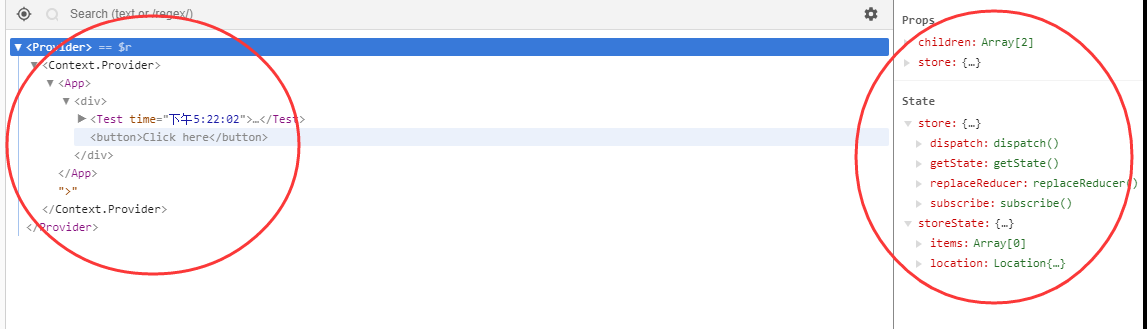 Search (text or /regex/)
<Provider> == $r
<Context.Provider>
<App>
<div>
<Test time="下午5:22:02">…</Test>
<button>Click here</button>
</div>
</App>
">"
</Context.Provider>
</Provider>
Props
children: Array[2]
store: {…}
State
store: {…}
dispatch: dispatch()
getState: getState()
replaceReducer: replaceReducer()
subscribe: subscribe()
storeState: {…}
items: Array[0]
location: Location{…}